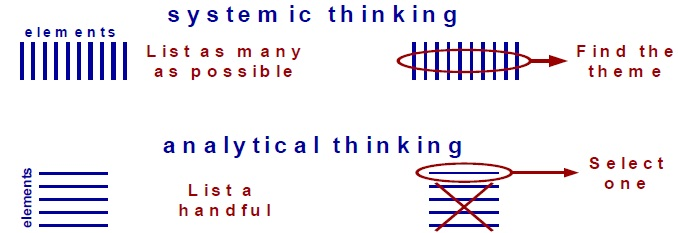 systemic thinking
elements
List as many
as possible
Find the
theme
analytical thinking
elements
List a
handful
Select
one